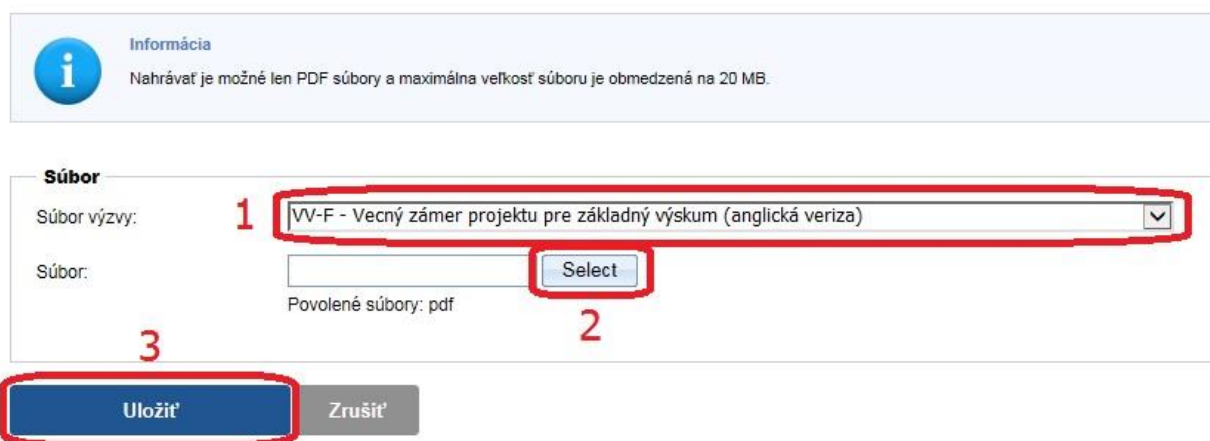 Informácia
Nahrávať je možné len PDF súbory a maximálna veľkosť súboru je obmedzená na 20 MB.
Súbor
Súbor výzvy: 1 VV-F - Vecný zámer projektu pre základný výskum (anglická veriza)
Súbor: Select
Povolené súbory: pdf
2
3
Uložiť Zrušiť